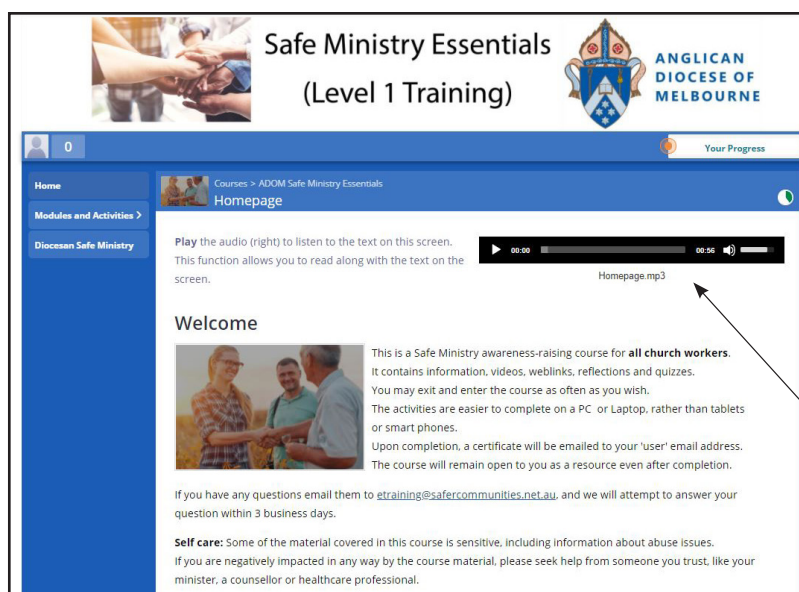 Safe Ministry Essentials
(Level 1 Training)
ANGLICAN
DIOCESE OF
MELBOURNE
0
Your Progress
Home
Modules and Activities >
Diocesan Safe Ministry
Courses > ADOM Safe Ministry Essentials
Homepage
Play the audio (right) to listen to the text on this screen.
This function allows you to read along with the text on the
screen.
00:00
00:56
Homepage.mp3
Welcome
This is a Safe Ministry awareness-raising course for all church workers.
It contains information, videos, weblinks, reflections and quizzes.
You may exit and enter the course as often as you wish.
The activities are easier to complete on a PC or Laptop, rather than tablets
or smart phones.
Upon completion, a certificate will be emailed to your 'user' email address.
The course will remain open to you as a resource even after completion.
If you have any questions email them to etraining@safercommunities.net.au, and we will attempt to answer your
question within 3 business days.
Self care: Some of the material covered in this course is sensitive, including information about abuse issues.
If you are negatively impacted in any way by the course material, please seek help from someone you trust, like your
minister, a counsellor or healthcare professional.